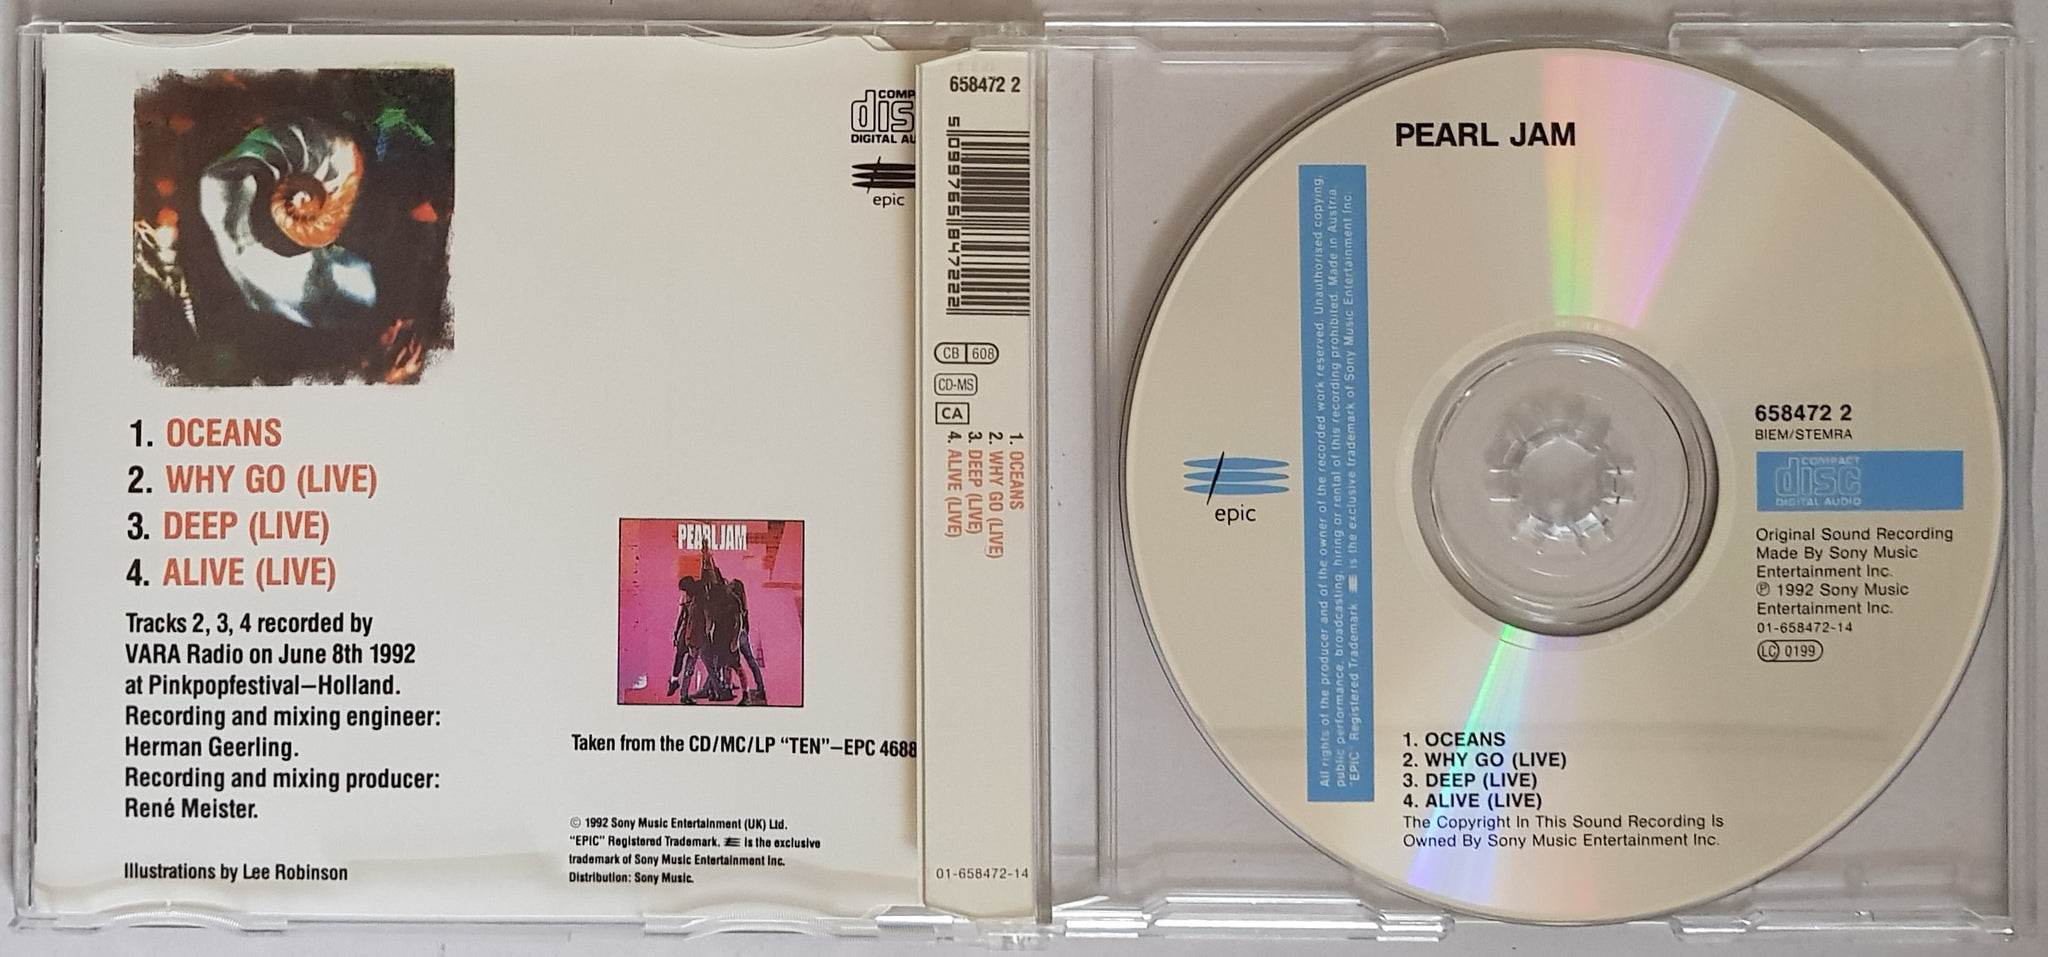 COMP
dis
DIGITAL AU
epic
1. OCEANS
2. WHY GO (LIVE)
3. DEEP (LIVE)
4. ALIVE (LIVE)
Tracks 2, 3, 4 recorded by
VARA Radio on June 8th 1992
at Pinkpopfestival–Holland.
Recording and mixing engineer:
Herman Geerling.
Recording and mixing producer:
René Meister.
Illustrations by Lee Robinson
PEARL JAM
Taken from the CD/MC/LP “TEN”–EPC 4688
© 1992 Sony Music Entertainment (UK) Ltd.
“EPIC” Registered Trademark. is the exclusive
trademark of Sony Music Entertainment Inc.
Distribution: Sony Music.
658472 2
5 099765 847222
CB 608
CD-MS
CA
1. OCEANS
2. WHY GO (LIVE)
3. DEEP (LIVE)
4. ALIVE (LIVE)
01-658472-14
PEARL JAM
All rights of the producer and of the owner of the recorded work reserved. Unauthorised copying,
public performance, broadcasting, hiring or rental of this recording prohibited. Made in Austria.
"EPIC" Registered Trademark is the exclusive trademark of Sony Music Entertainment Inc.
epic
658472 2
BIEM/STEMRA
COMPACT
disc
DIGITAL AUDIO
Original Sound Recording
Made By Sony Music
Entertainment Inc.
℗ 1992 Sony Music
Entertainment Inc.
01-658472-14
LC 0199
1. OCEANS
2. WHY GO (LIVE)
3. DEEP (LIVE)
4. ALIVE (LIVE)
The Copyright In This Sound Recording Is
Owned By Sony Music Entertainment Inc.